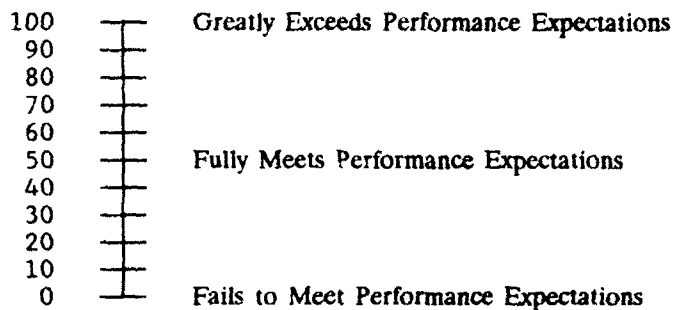 100 Greatly Exceeds Performance Expectations
90
80
70
60
50 Fully Meets Performance Expectations
40
30
20
10
0 Fails to Meet Performance Expectations